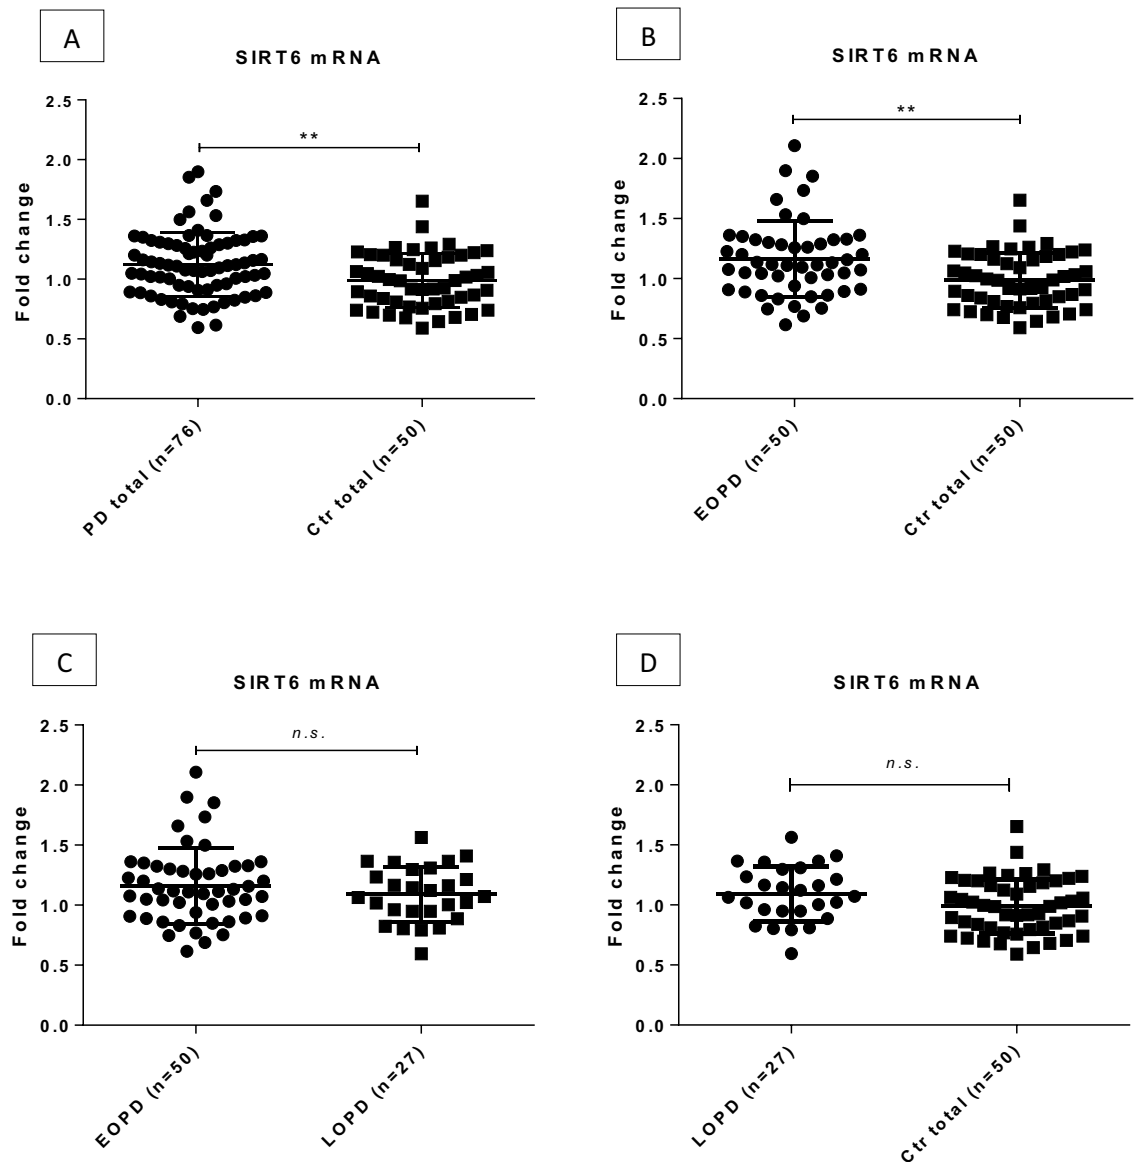 A
SIRT6 mRNA
Fold change
2.5
2.0
1.5
1.0
0.5
0.0
**
PD total (n=76)
Ctr total (n=50)
B
SIRT6 mRNA
Fold change
2.5
2.0
1.5
1.0
0.5
0.0
**
EOPD (n=50)
Ctr total (n=50)
C
SIRT6 mRNA
Fold change
2.5
2.0
1.5
1.0
0.5
0.0
n.s.
EOPD (n=50)
LOPD (n=27)
D
SIRT6 mRNA
Fold change
2.5
2.0
1.5
1.0
0.5
0.0
n.s.
LOPD (n=27)
Ctr total (n=50)